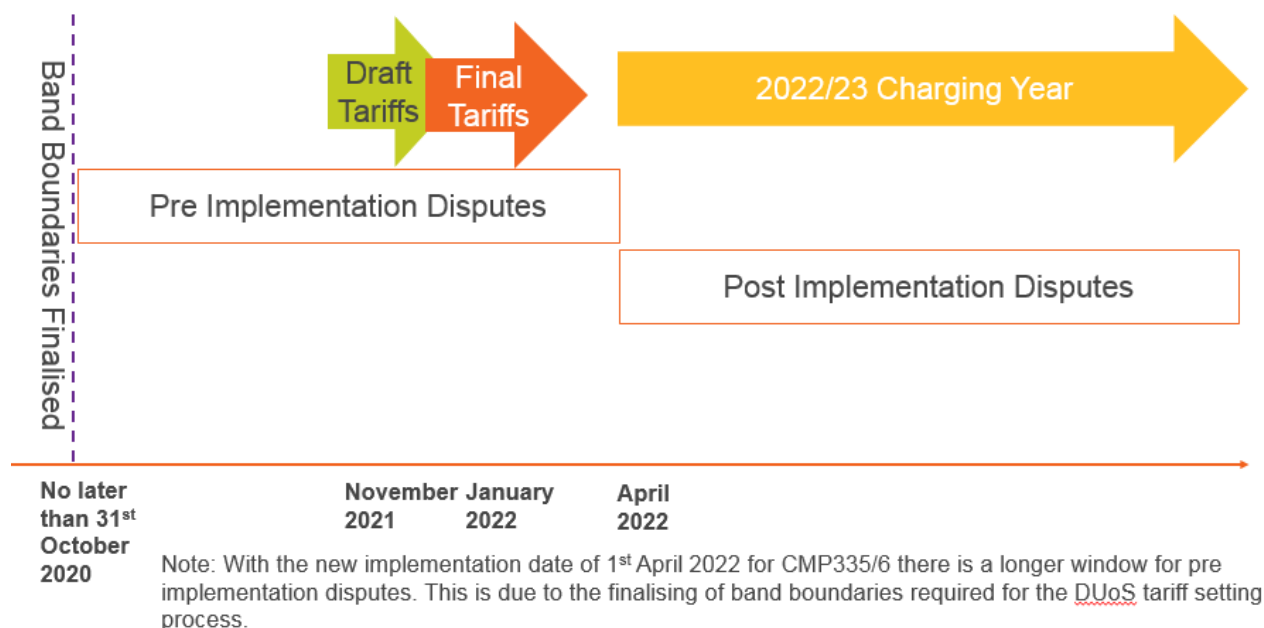 Band Boundaries Finalised
Draft
Tariffs
Final
Tariffs
2022/23 Charging Year
Pre Implementation Disputes
Post Implementation Disputes
No later
than 31st
October
2020
November
2021
January
2022
April
2022
Note: With the new implementation date of 1st April 2022 for CMP335/6 there is a longer window for pre
implementation disputes. This is due to the finalising of band boundaries required for the DUoS tariff setting
process.